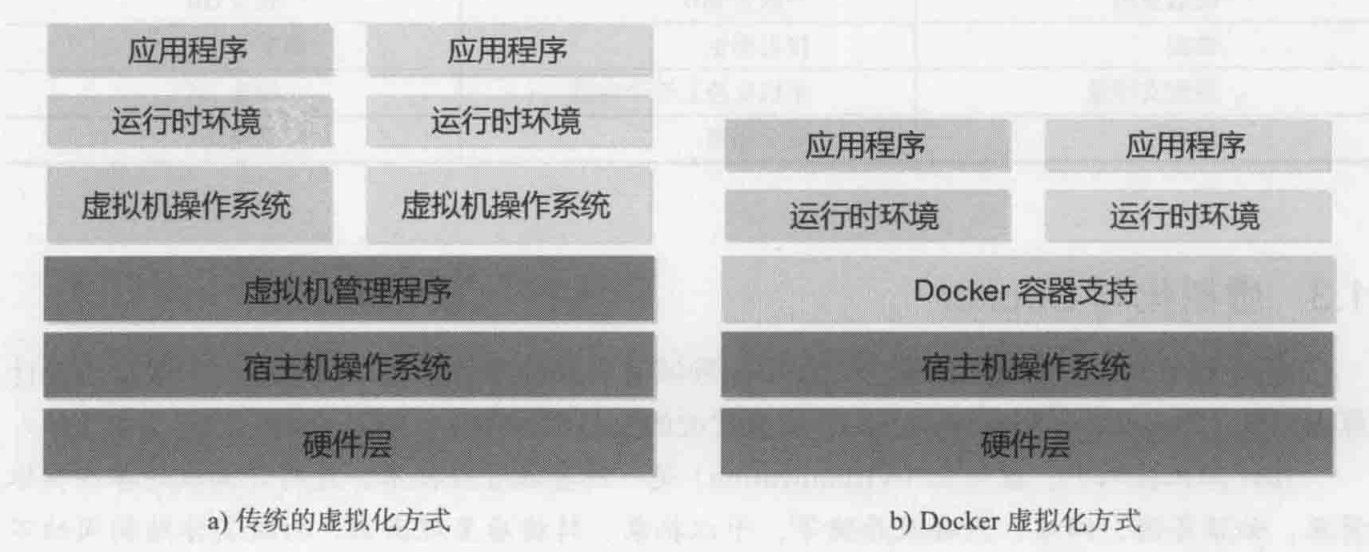 应用程序 应用程序
运行时环境 运行时环境
虚拟机操作系统 虚拟机操作系统
虚拟机管理程序
宿主机操作系统
硬件层
a) 传统的虚拟化方式
应用程序 应用程序
运行时环境 运行时环境
Docker 容器支持
宿主机操作系统
硬件层
b) Docker 虚拟化方式